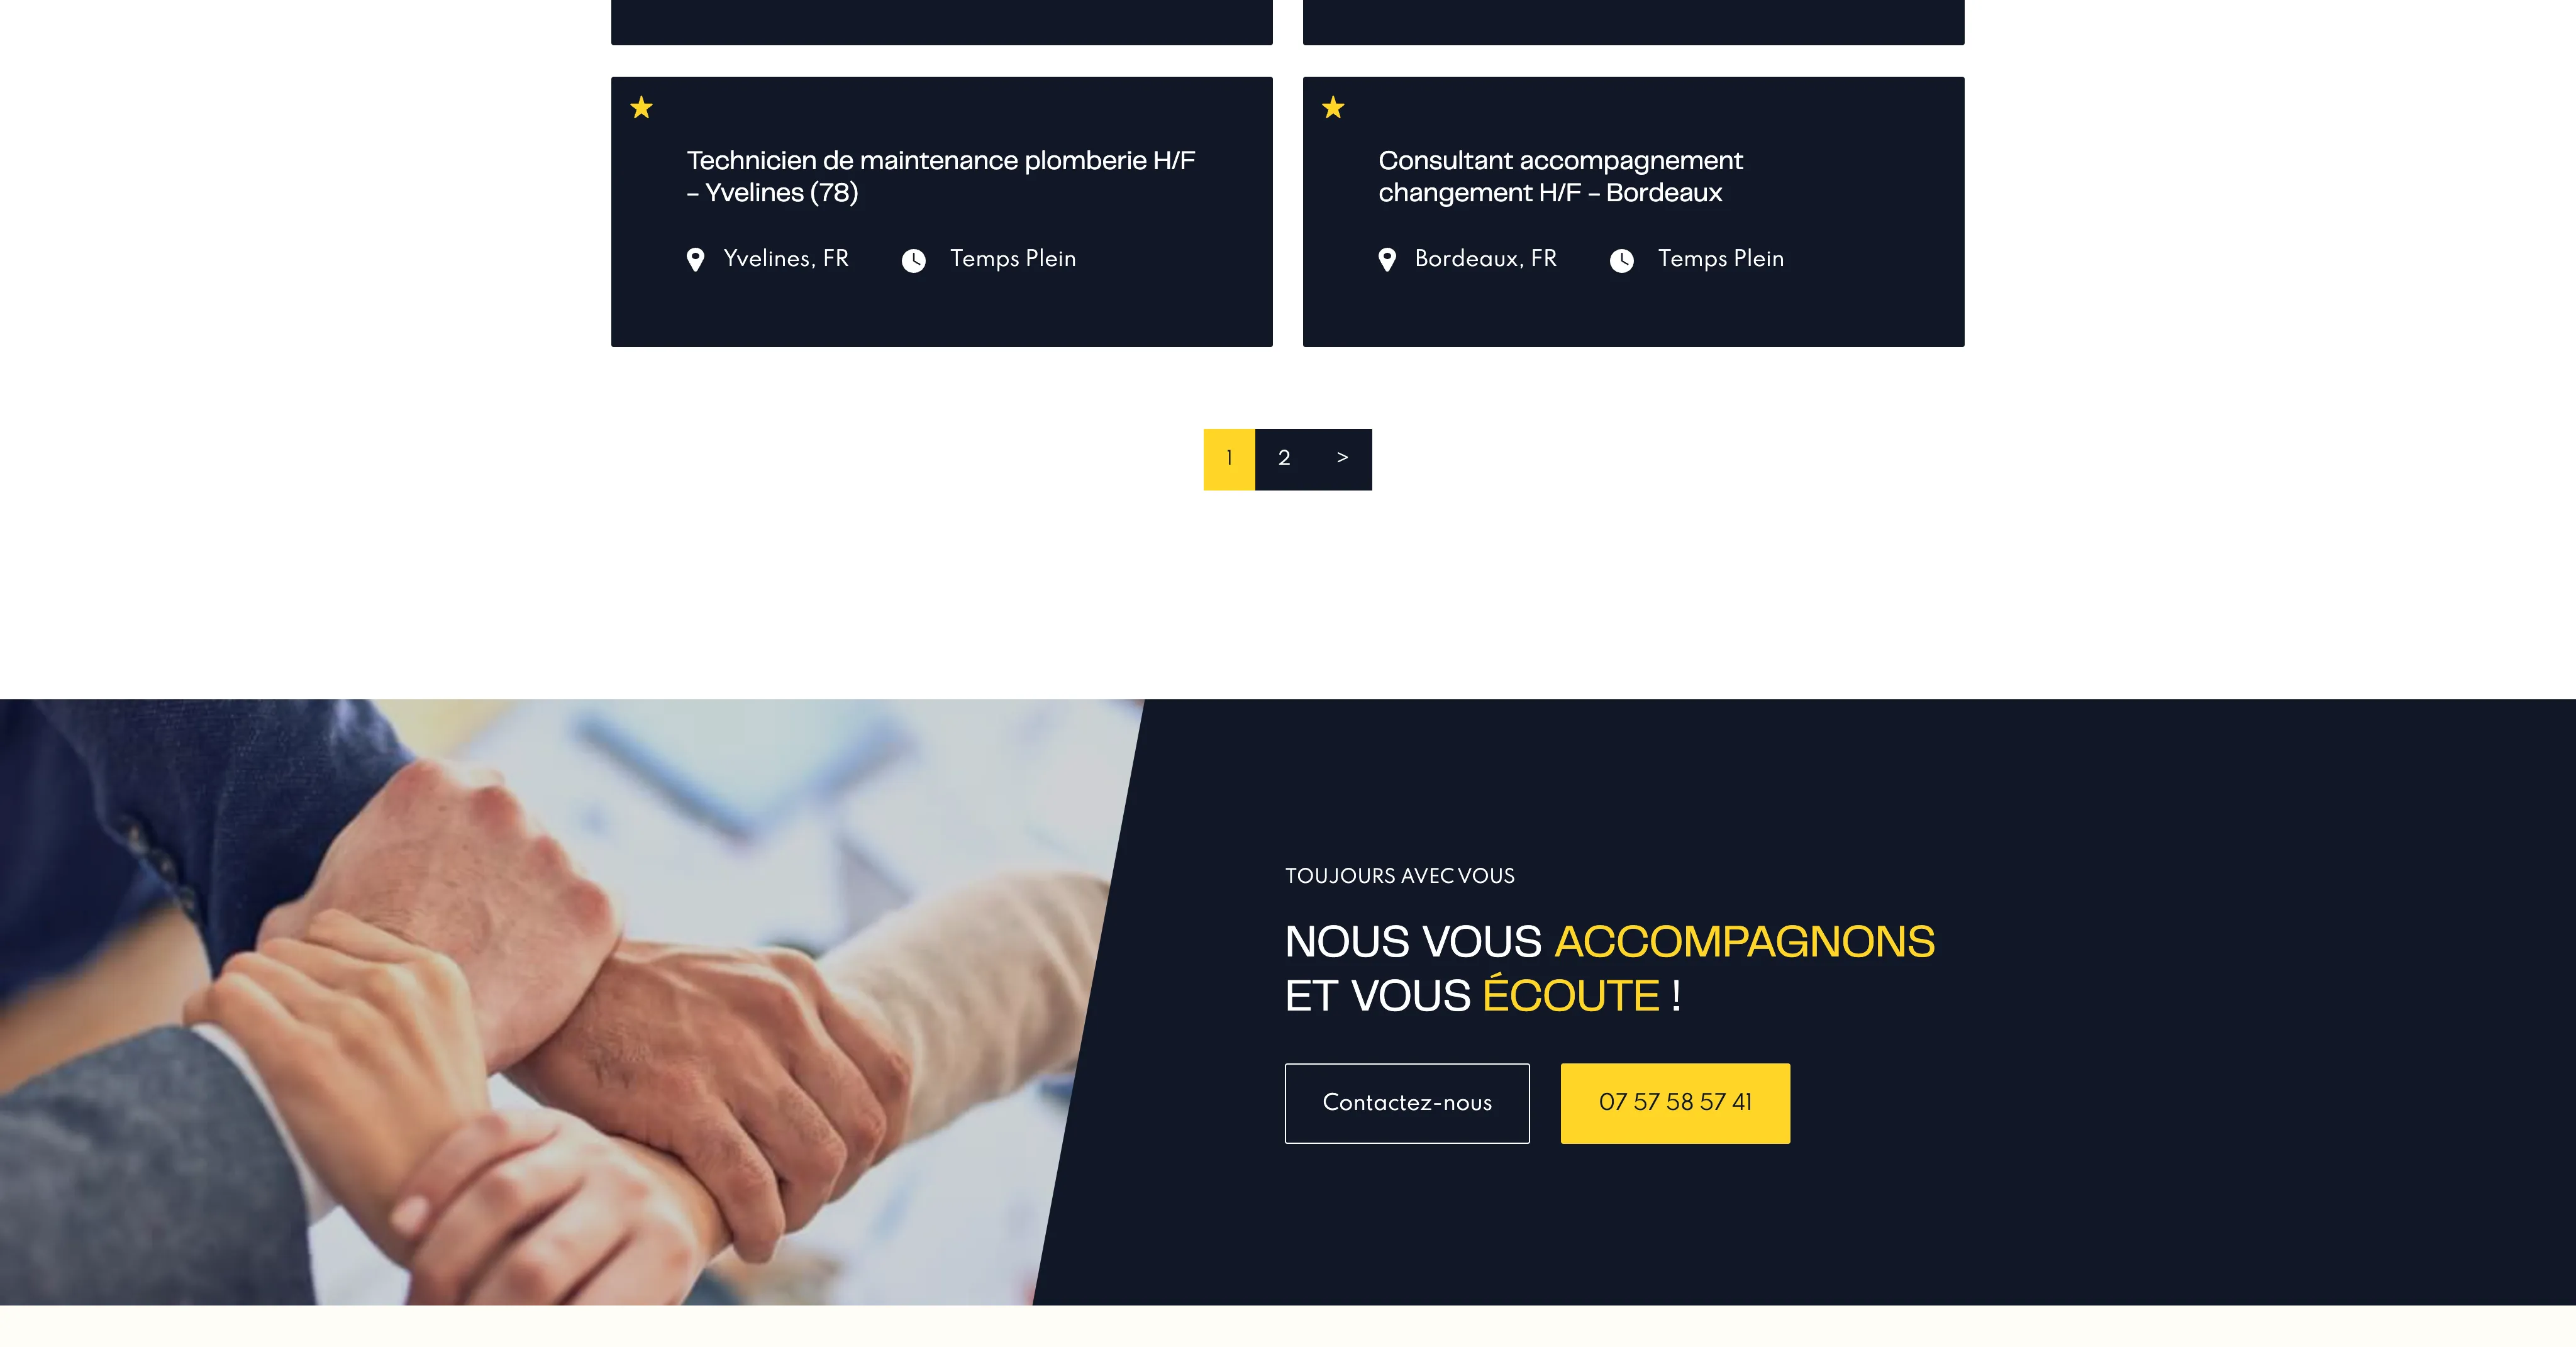 Technicien de maintenance plomberie H/F
– Yvelines (78)
Yvelines, FR
Temps Plein
Consultant accompagnement
changement H/F – Bordeaux
Bordeaux, FR
Temps Plein
1 2 >
TOUJOURS AVEC VOUS
NOUS VOUS ACCOMPAGNONS
ET VOUS ÉCOUTE !
Contactez-nous
07 57 58 57 41